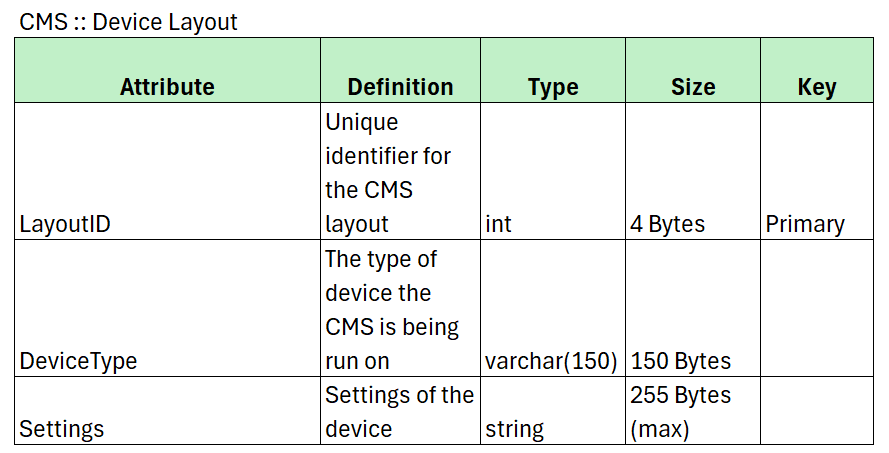 CMS :: Device Layout
Attribute Definition Type Size Key
Unique
identifier for
the CMS
LayoutID layout int 4 Bytes Primary
The type of
device the
CMS is being
DeviceType run on varchar(150) 150 Bytes
Settings of the 255 Bytes
Settings device string (max)